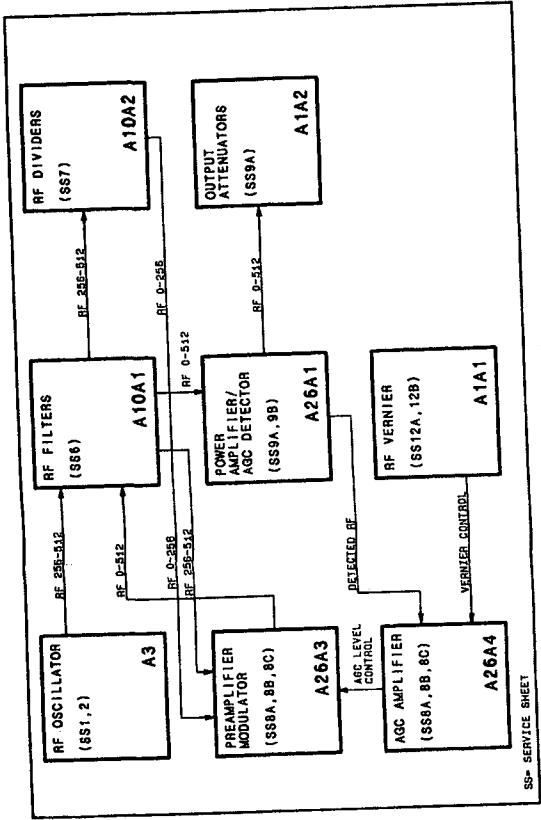 RF OSCILLATOR
(SS1,2)
A3
RF 256-512
RF FILTERS
(SS6)
A10A1
RF 256-512
RF DIVIDERS
(SS7)
A10A2
RF 0-512
RF 0-256
RF 256-512
RF 0-512
RF 0-256
PREAMPLIFIER
MODULATOR
(SS8A,8B,8C)
A26A3
POWER
AMPLIFIER/
AGC DETECTOR
(SS9A,9B)
A26A1
RF 0-512
OUTPUT
ATTENUATORS
(SS9A)
A1A2
AGC LEVEL
CONTROL
DETECTED RF
AGC AMPLIFIER
(SS8A,8B,8C)
A26A4
VERNIER CONTROL
RF VERNIER
(SS12A,12B)
A1A1
SS= SERVICE SHEET